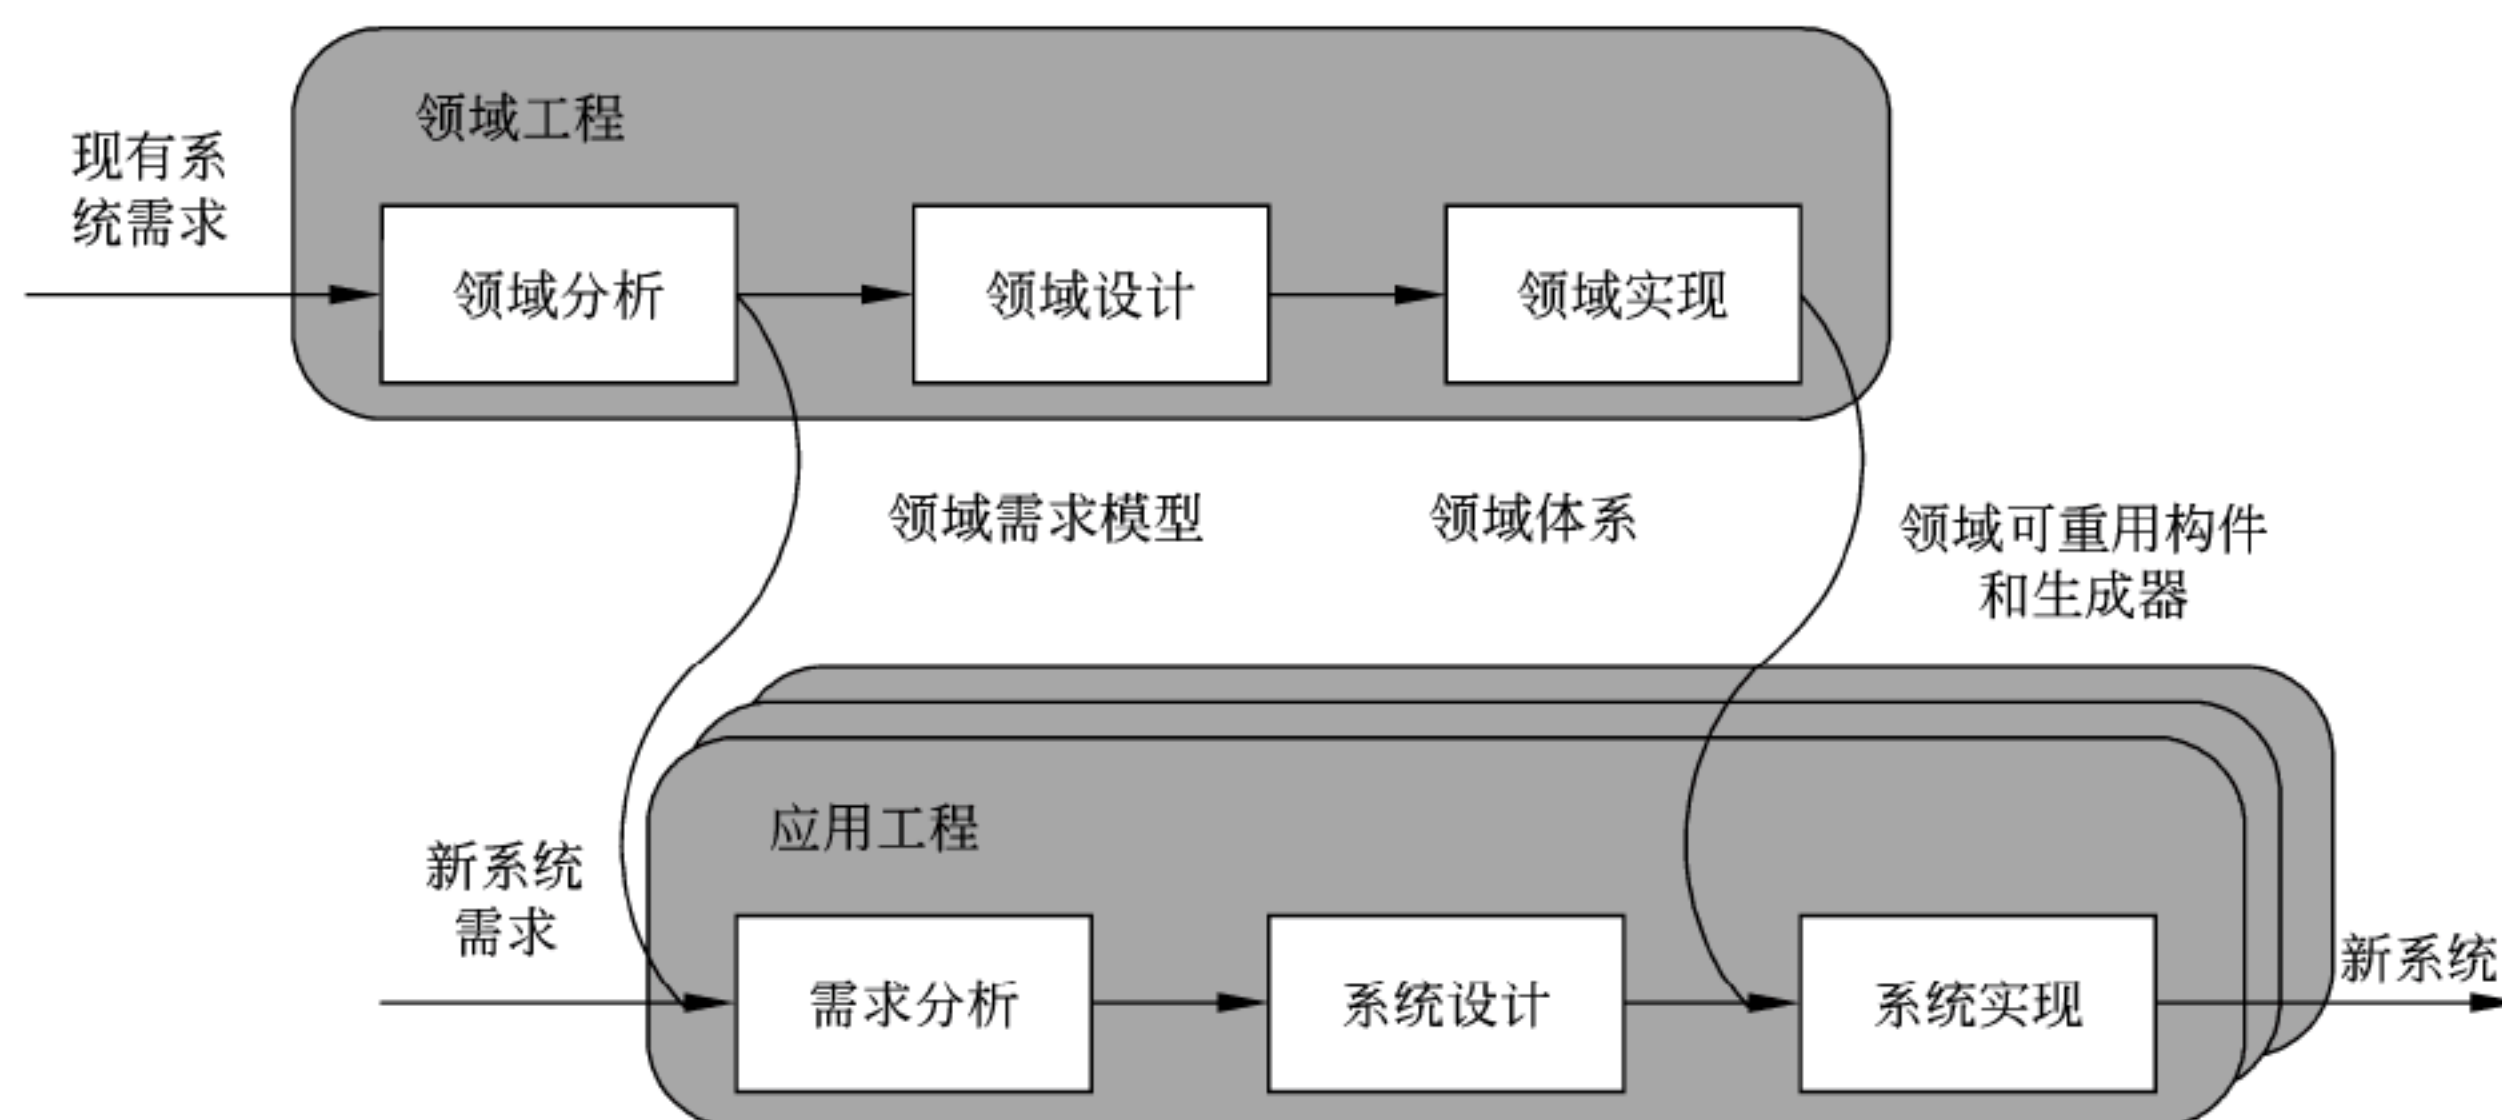 领域工程
现有系
统需求
领域分析
领域设计
领域实现
领域需求模型
领域体系
领域可重用构件
和生成器
应用工程
新系统
需求
需求分析
系统设计
系统实现
新系统